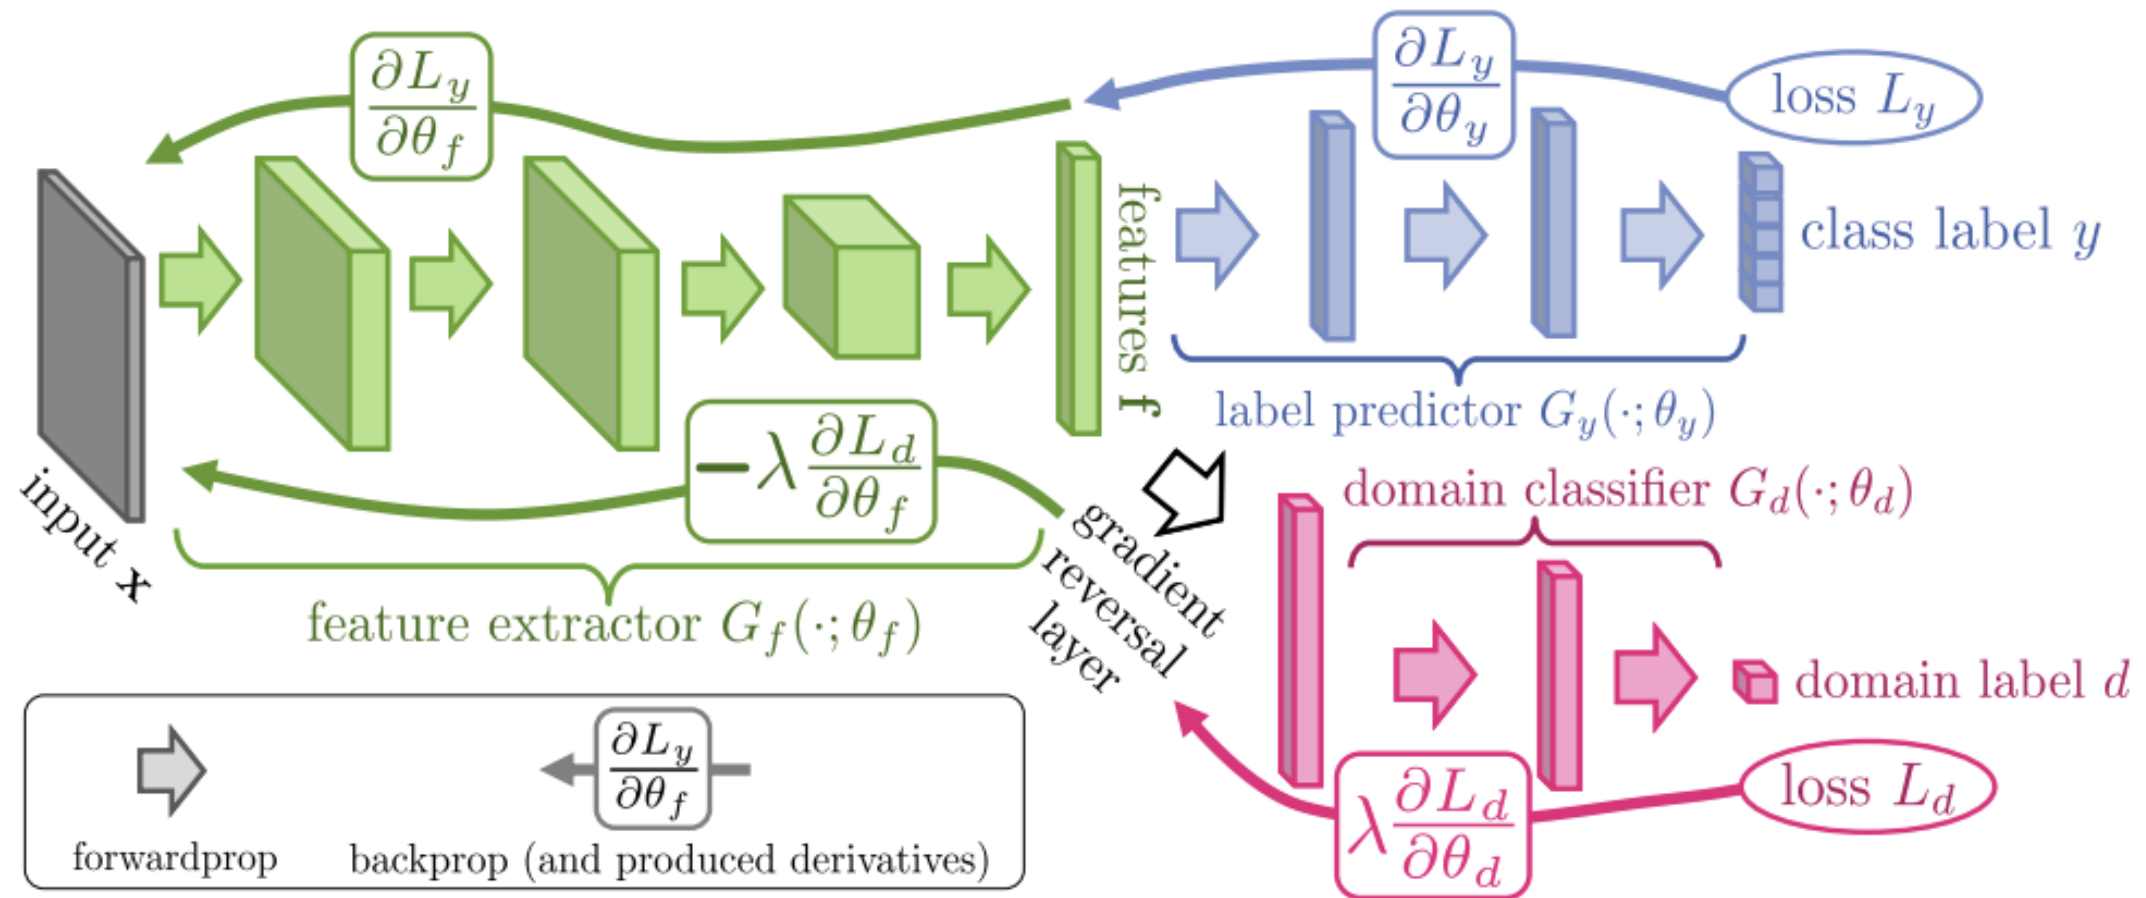 ∂L_y
∂θ_f
∂L_y
∂θ_y
loss L_y
features f
class label y
label predictor G_y(·; θ_y)
input x
−λ ∂L_d
∂θ_f
feature extractor G_f(·; θ_f)
gradient
reversal
layer
domain classifier G_d(·; θ_d)
domain label d
loss L_d
λ ∂L_d
∂θ_d
∂L_y
∂θ_f
forwardprop
backprop (and produced derivatives)